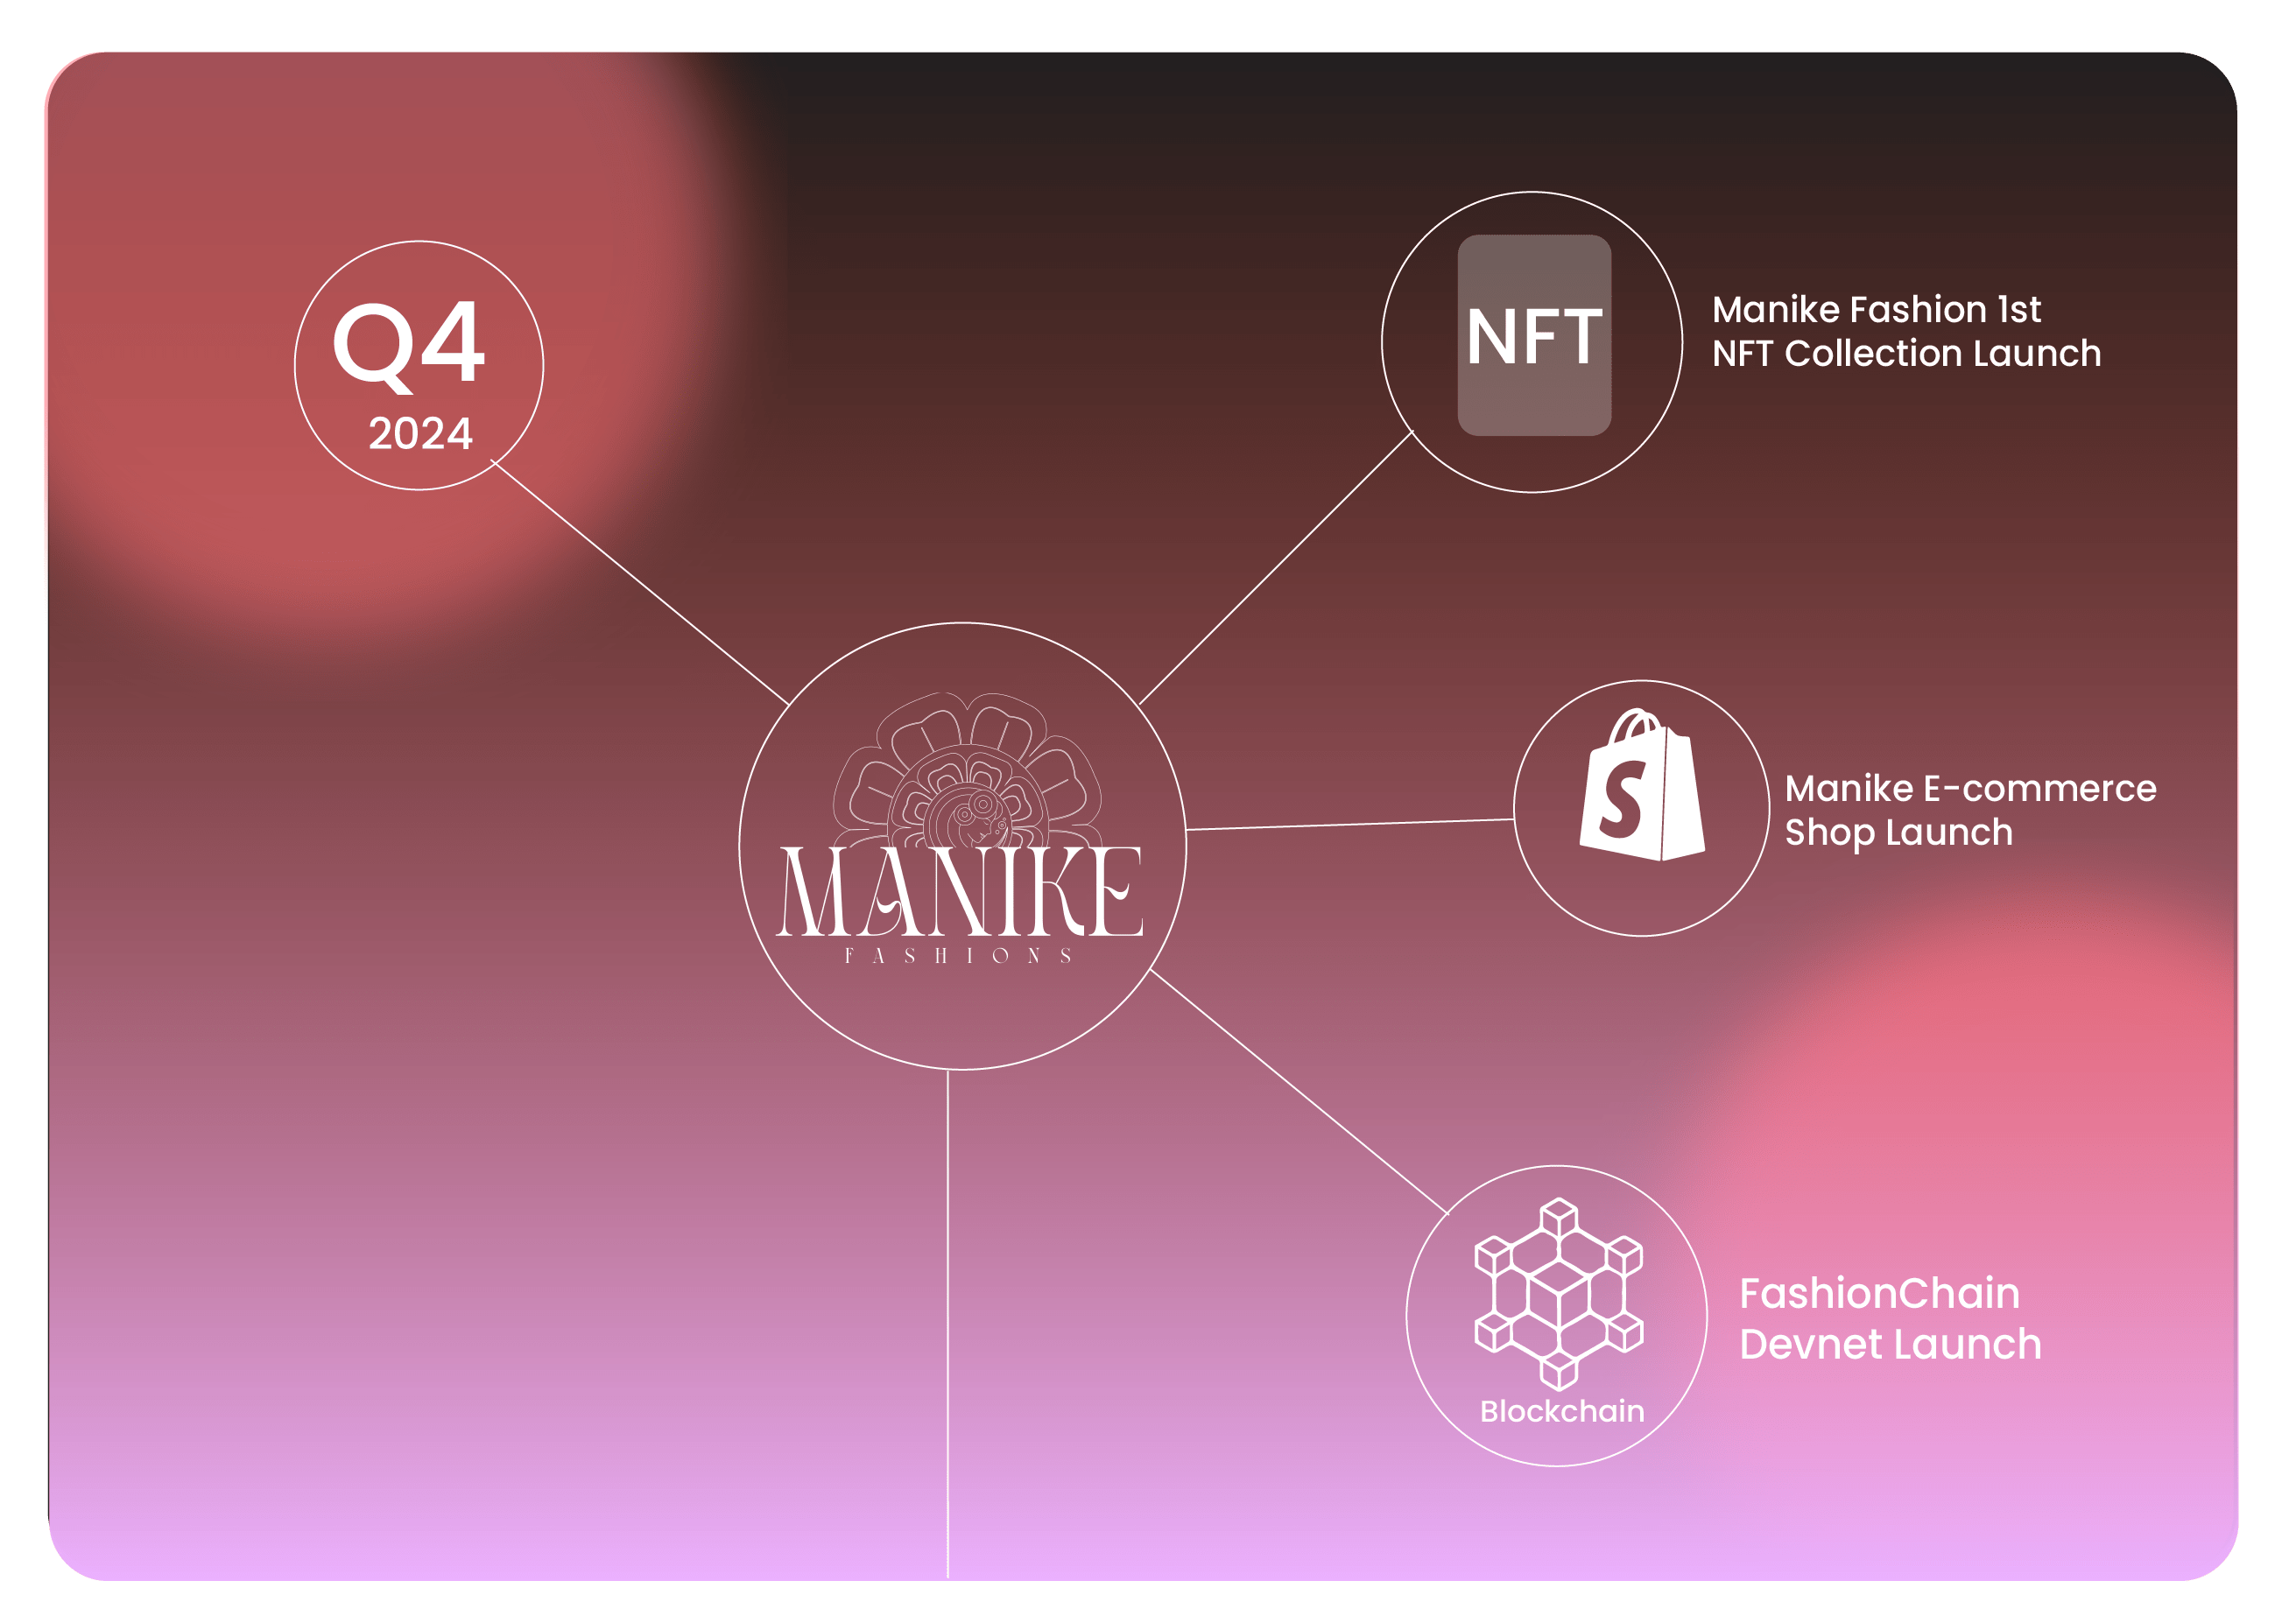 Q4
2024
NFT
Manike Fashion 1st
NFT Collection Launch
MANIKE
FASHIONS
S
Manike E-commerce
Shop Launch
Blockchain
FashionChain
Devnet Launch